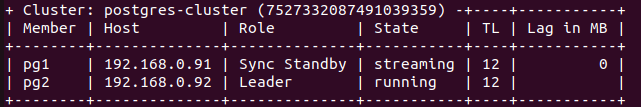 + Cluster: postgres-cluster (7527332087491039359) -+----+-----------+
| Member | Host         | Role         | State     | TL | Lag in MB |
+--------+--------------+--------------+-----------+----+-----------+
| pg1    | 192.168.0.91 | Sync Standby | streaming | 12 |         0 |
| pg2    | 192.168.0.92 | Leader       | running   | 12 |           |
+--------+--------------+--------------+-----------+----+-----------+